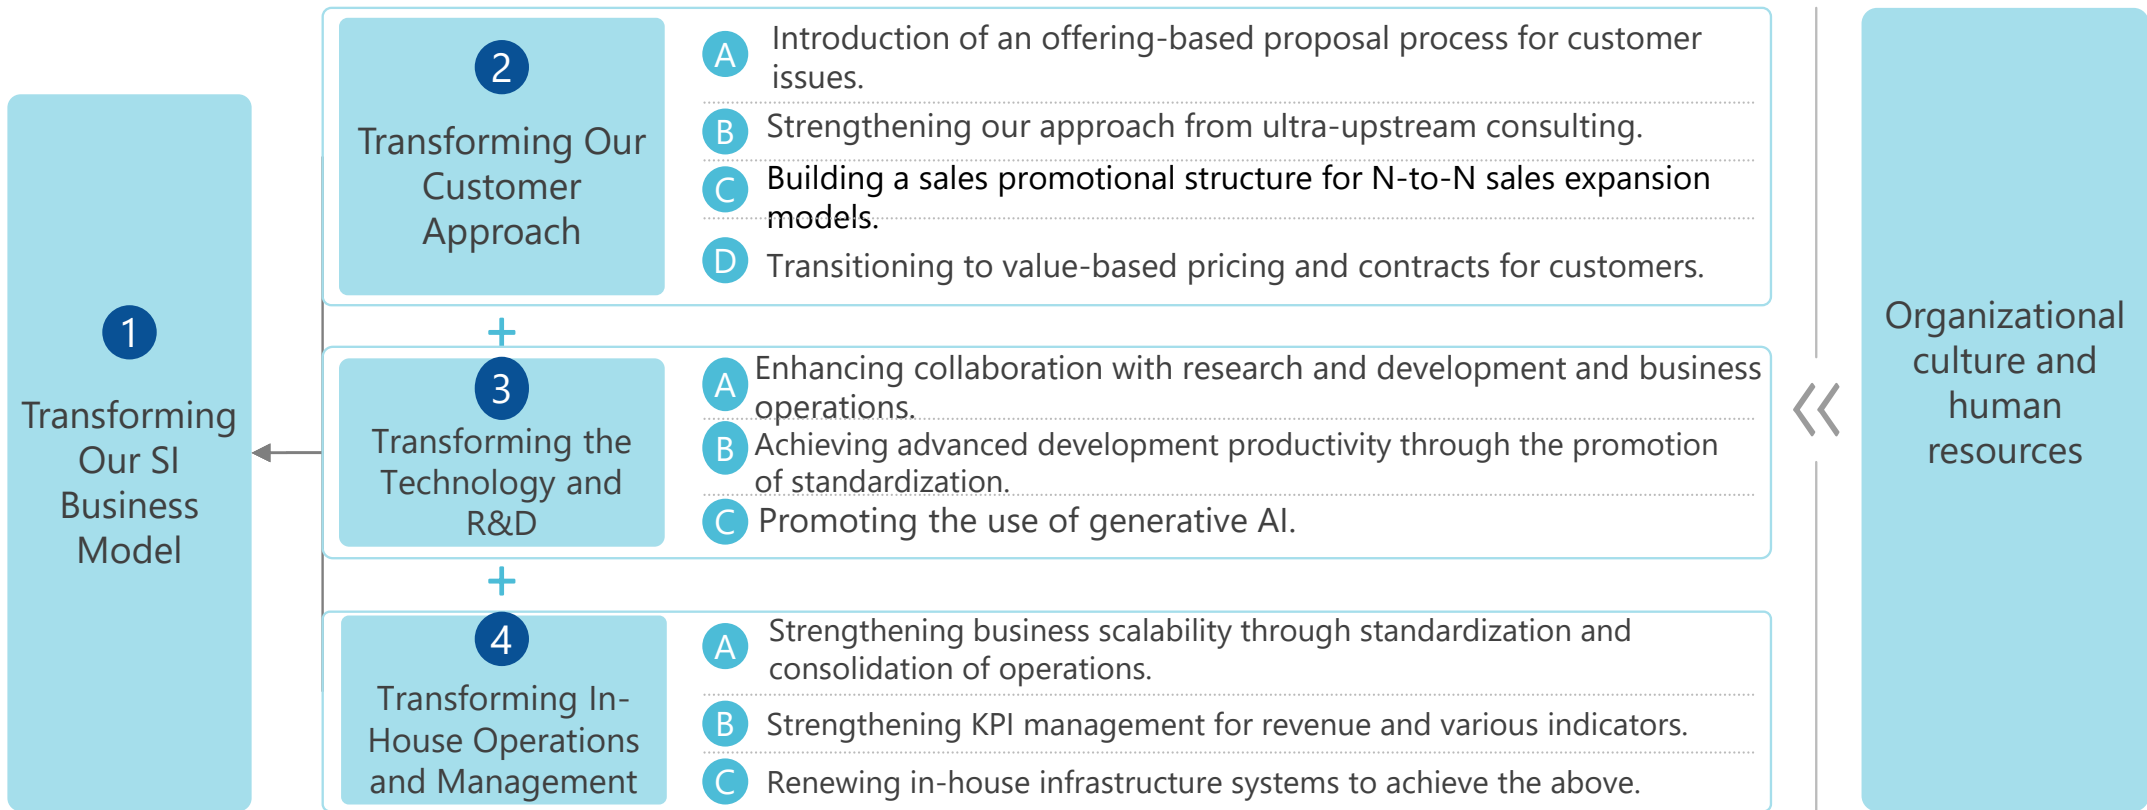 1
Transforming
Our SI
Business
Model
2
Transforming Our
Customer
Approach
A
Introduction of an offering-based proposal process for customer
issues.
B
Strengthening our approach from ultra-upstream consulting.
C
Building a sales promotional structure for N-to-N sales expansion
models.
D
Transitioning to value-based pricing and contracts for customers.
+
3
Transforming the
Technology and
R&D
A
Enhancing collaboration with research and development and business
operations.
B
Achieving advanced development productivity through the promotion
of standardization.
C
Promoting the use of generative AI.
+
4
Transforming In-
House Operations
and Management
A
Strengthening business scalability through standardization and
consolidation of operations.
B
Strengthening KPI management for revenue and various indicators.
C
Renewing in-house infrastructure systems to achieve the above.
Organizational
culture and
human
resources